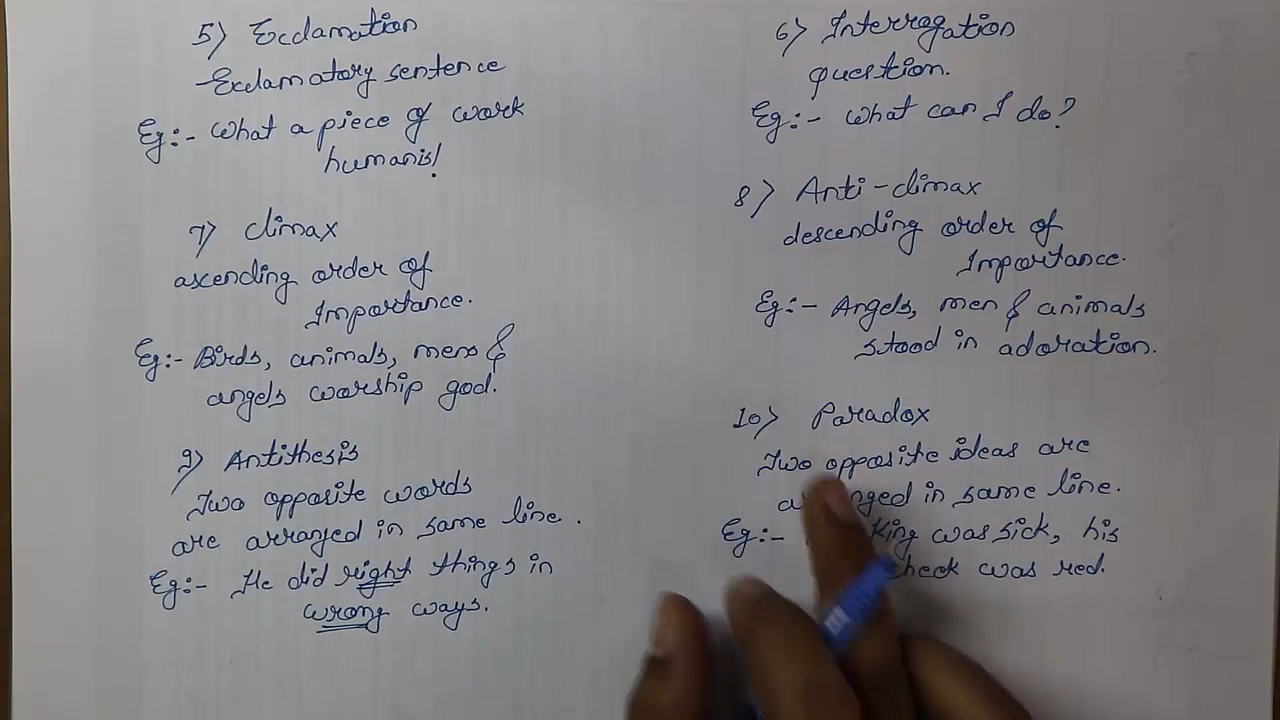 5) Exclamation
Exclamatory sentence
Eg:- What a piece of work
human is!
6) Interrogation
question.
Eg:- What can I do?
7) Climax
ascending order of
Importance.
Eg:- Birds, animals, mens &
angels worship god.
8) Anti-climax
descending order of
Importance.
Eg:- Angels, men & animals
stood in adoration.
9) Antithesis
Two opposite words
are arranged in same line.
Eg:- He did right things in
wrong ways.
10) Paradox
Two opposite ideas are
in same line.
Eg:- King was sick, his
cheek was red.